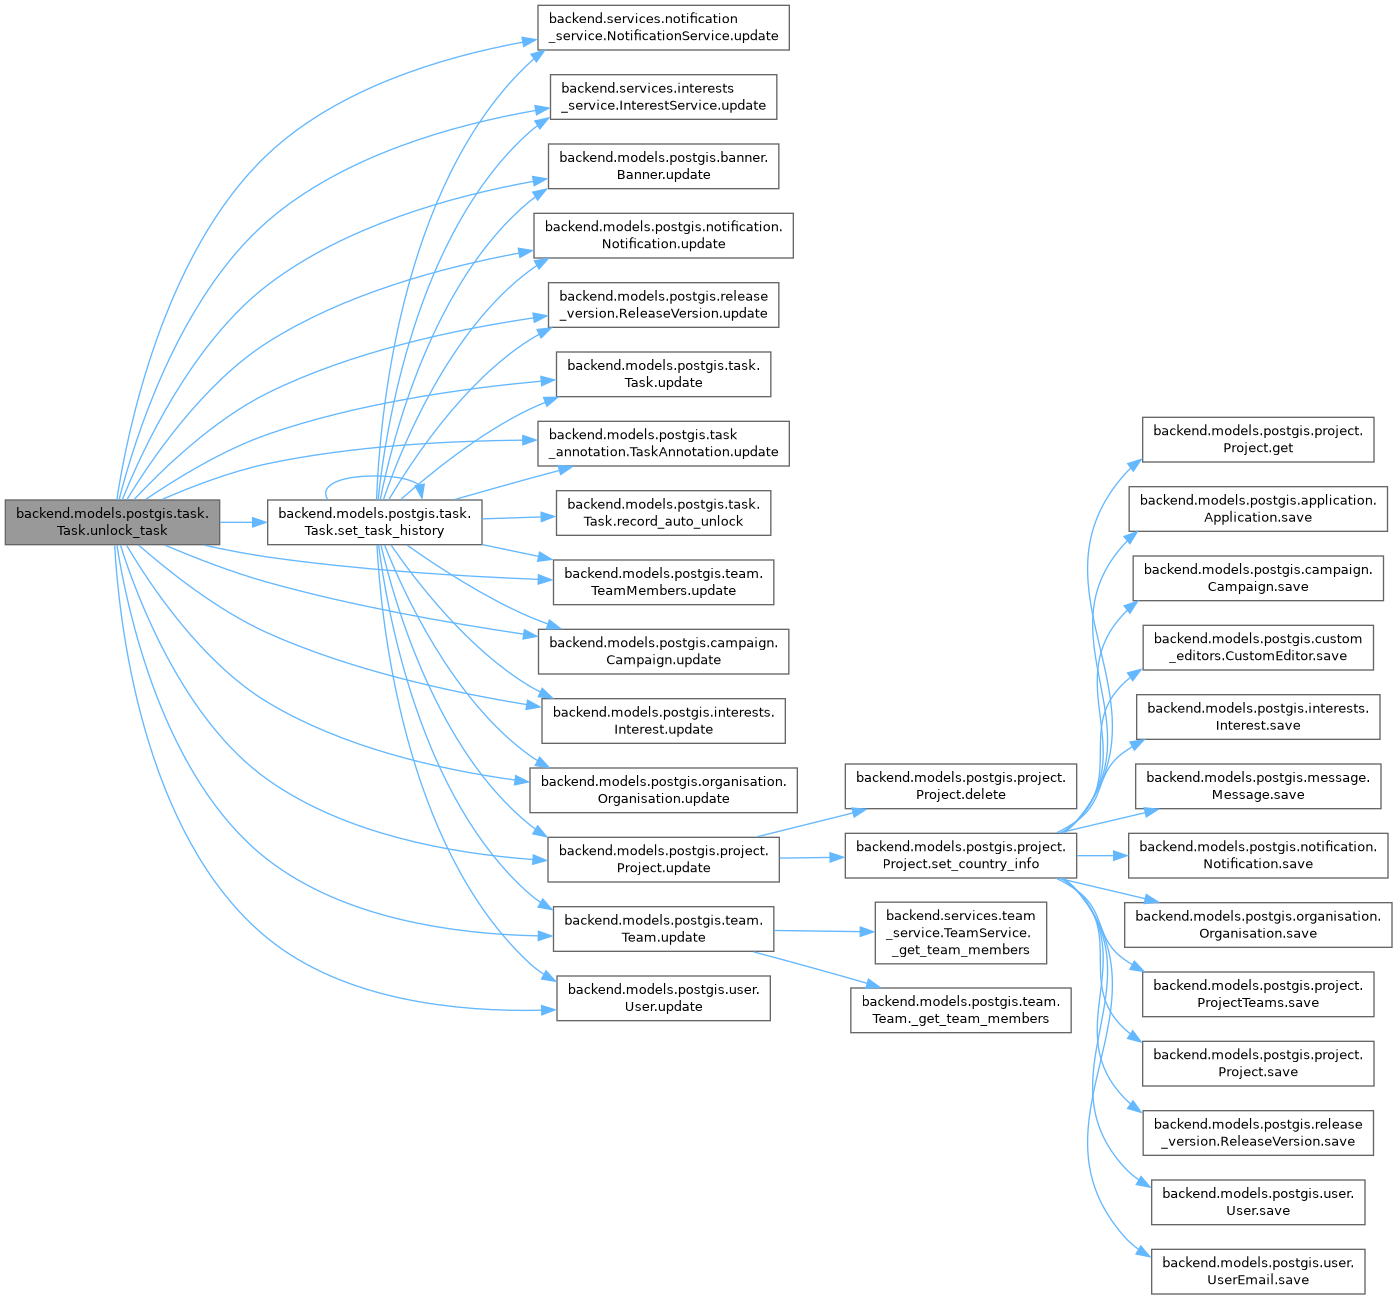 backend.models.postgis.task.
Task.unlock_task
backend.models.postgis.task.
Task.set_task_history
backend.services.notification
_service.NotificationService.update
backend.services.interests
_service.InterestService.update
backend.models.postgis.banner.
Banner.update
backend.models.postgis.notification.
Notification.update
backend.models.postgis.release
_version.ReleaseVersion.update
backend.models.postgis.task.
Task.update
backend.models.postgis.task
_annotation.TaskAnnotation.update
backend.models.postgis.task.
Task.record_auto_unlock
backend.models.postgis.team.
TeamMembers.update
backend.models.postgis.campaign.
Campaign.update
backend.models.postgis.interests.
Interest.update
backend.models.postgis.organisation.
Organisation.update
backend.models.postgis.project.
Project.update
backend.models.postgis.team.
Team.update
backend.models.postgis.user.
User.update
backend.models.postgis.project.
Project.delete
backend.models.postgis.project.
Project.set_country_info
backend.services.team
_service.TeamService.
_get_team_members
backend.models.postgis.team.
Team._get_team_members
backend.models.postgis.project.
Project.get
backend.models.postgis.application.
Application.save
backend.models.postgis.campaign.
Campaign.save
backend.models.postgis.custom
_editors.CustomEditor.save
backend.models.postgis.interests.
Interest.save
backend.models.postgis.message.
Message.save
backend.models.postgis.notification.
Notification.save
backend.models.postgis.organisation.
Organisation.save
backend.models.postgis.project.
ProjectTeams.save
backend.models.postgis.project.
Project.save
backend.models.postgis.release
_version.ReleaseVersion.save
backend.models.postgis.user.
User.save
backend.models.postgis.user.
UserEmail.save